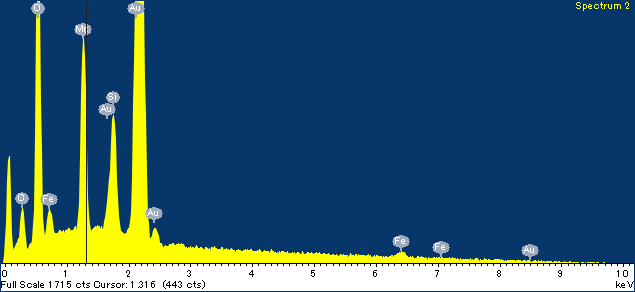 Spectrum 2
O
Au
Mg
Si
Au
C
Fe
Au
Fe
Fe
Au
0 1 2 3 4 5 6 7 8 9 10
Full Scale 1715 cts Cursor: 1.316 (443 cts) keV